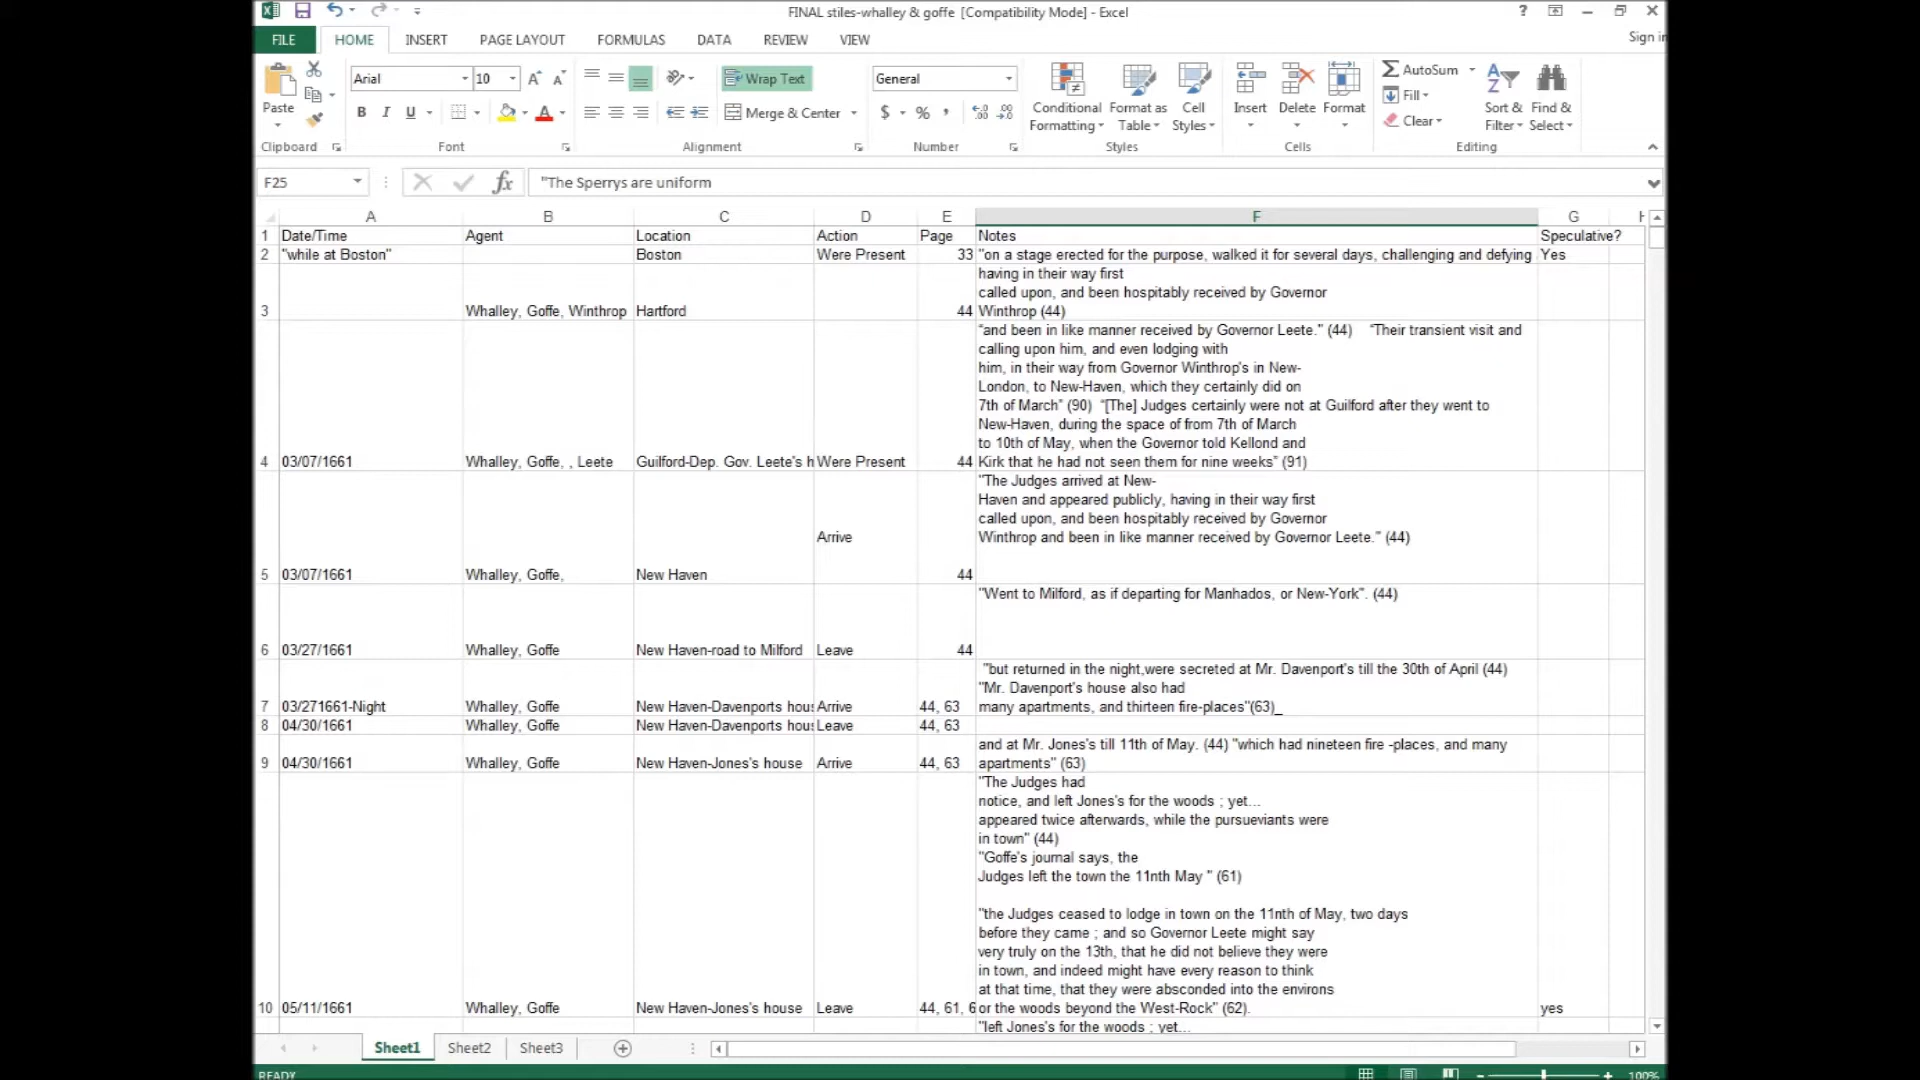 FINAL stiles-whalley & goffe [Compatibility Mode] - Excel
?
FILE HOME INSERT PAGE LAYOUT FORMULAS DATA REVIEW VIEW
Sign in
Paste
Clipboard
Arial 10
B I U
A
Font
Wrap Text
Merge & Center
Alignment
General
$ % ,
Number
Conditional Formatting
Format as Table
Cell Styles
Styles
Insert Delete Format
Cells
AutoSum
Fill
Clear
Sort & Filter
Find & Select
Editing
F25 fx "The Sperrys are uniform
A B C D E F G
1 Date/Time Agent Location Action Page Notes Speculative?
2 "while at Boston" Boston Were Present 33 "on a stage erected for the purpose, walked it for several days, challenging and defying Yes
having in their way first
called upon, and been hospitably received by Governor
3 Whalley, Goffe, Winthrop Hartford 44 Winthrop (44)
"and been in like manner received by Governor Leete." (44) "Their transient visit and
calling upon him, and even lodging with
him, in their way from Governor Winthrop's in New-
London, to New-Haven, which they certainly did on
7th of March" (90) "[The] Judges certainly were not at Guilford after they went to
New-Haven, during the space of from 7th of March
to 10th of May, when the Governor told Kellond and
4 03/07/1661 Whalley, Goffe, , Leete Guilford-Dep. Gov. Leete's h Were Present 44 Kirk that he had not seen them for nine weeks" (91)
"The Judges arrived at New-
Haven and appeared publicly, having in their way first
called upon, and been hospitably received by Governor
Arrive Winthrop and been in like manner received by Governor Leete." (44)
5 03/07/1661 Whalley, Goffe, New Haven 44
"Went to Milford, as if departing for Manhados, or New-York". (44)
6 03/27/1661 Whalley, Goffe New Haven-road to Milford Leave 44
"but returned in the night,were secreted at Mr. Davenport's till the 30th of April (44)
"Mr. Davenport's house also had
7 03/271661-Night Whalley, Goffe New Haven-Davenports hou Arrive 44, 63 many apartments, and thirteen fire-places"(63)_
8 04/30/1661 Whalley, Goffe New Haven-Davenports hou Leave 44, 63
and at Mr. Jones's till 11th of May. (44) "which had nineteen fire -places, and many
9 04/30/1661 Whalley, Goffe New Haven-Jones's house Arrive 44, 63 apartments" (63)
"The Judges had
notice, and left Jones's for the woods ; yet...
appeared twice afterwards, while the pursueviants were
in town" (44)
"Goffe's journal says, the
Judges left the town the 11nth May " (61)
"the Judges ceased to lodge in town on the 11nth of May, two days
before they came ; and so Governor Leete might say
very truly on the 13th, that he did not believe they were
in town, and indeed might have every reason to think
at that time, that they were absconded into the environs
10 05/11/1661 Whalley, Goffe New Haven-Jones's house Leave 44, 61, 6 or the woods beyond the West-Rock" (62). yes
"left Jones's for the woods ; yet...
Sheet1 Sheet2 Sheet3
READY 100%